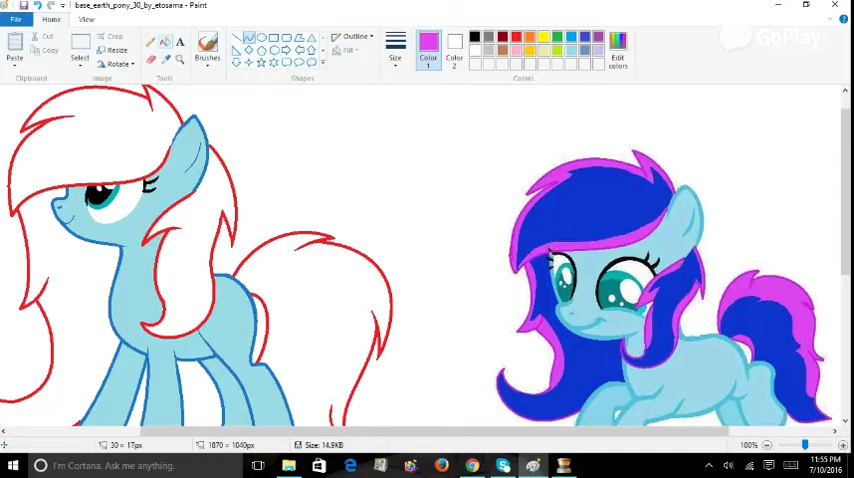 base_earth_pony_30_by_etosama - Paint
File Home View
Paste
Cut
Copy
Clipboard
Select
Crop
Resize
Rotate
Image
A
Tools
Brushes
Outline
Fill
Shapes
Size
Color 1
Color 2
Edit colors
Colors
GoPlay
30 × 17px
1870 × 1040px
Size: 14.9KB
100%
I'm Cortana. Ask me anything.
11:55 PM
7/10/2016